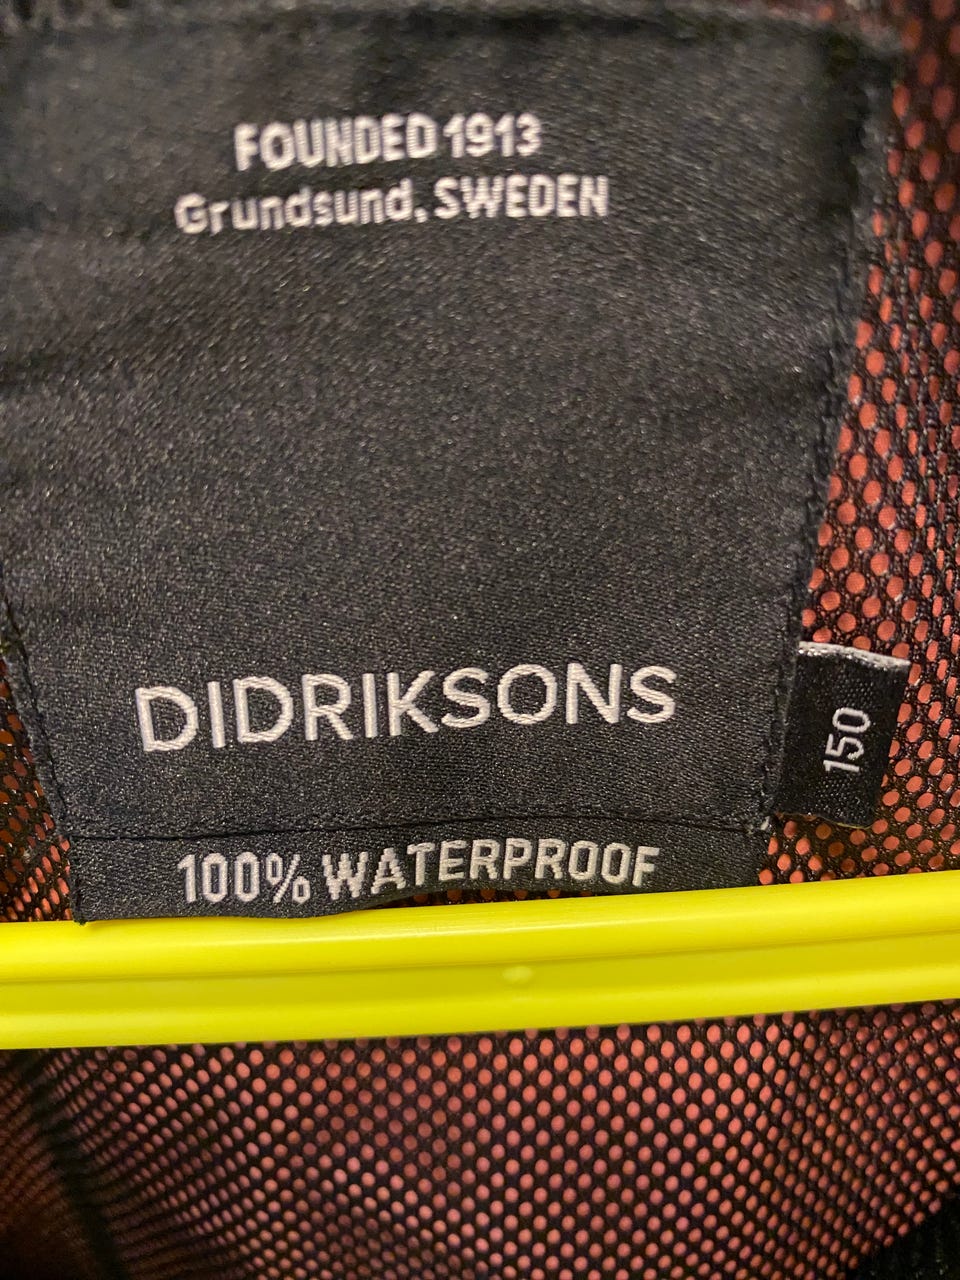 FOUNDED 1913
Grundsund, SWEDEN
DIDRIKSONS
150
100% WATERPROOF